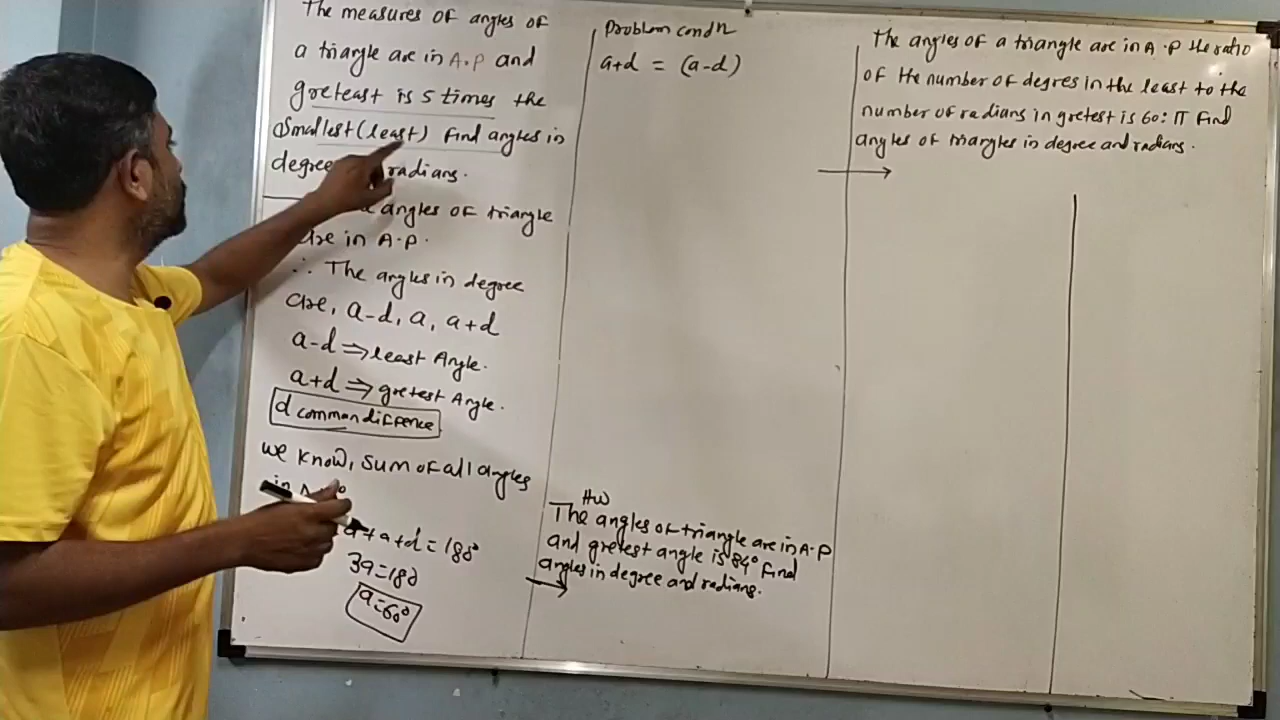 The measures of angles of
a triangle are in A.P and
greteast is 5 times the
Smallest (least) Find angles in
degree radians.
angles of triangle
are in A.P.
∴ The angles in degree
are, a-d, a, a+d
a-d ⇒ least Angle.
a+d ⇒ gretest Angle.
d common diffence
we know, sum of all angles
in
a+a+d = 180°
3a=180
a=60°
Problem condn
a+d = (a-d)
HW
The angles of triangle are in A.P
and gretest angle is 84° find
angles in degree and radians.
The angles of a triangle are in A.P the ratio
of the number of degres in the least to the
number of radians in gretest is 60:π Find
angles of triangles in degree and radians.